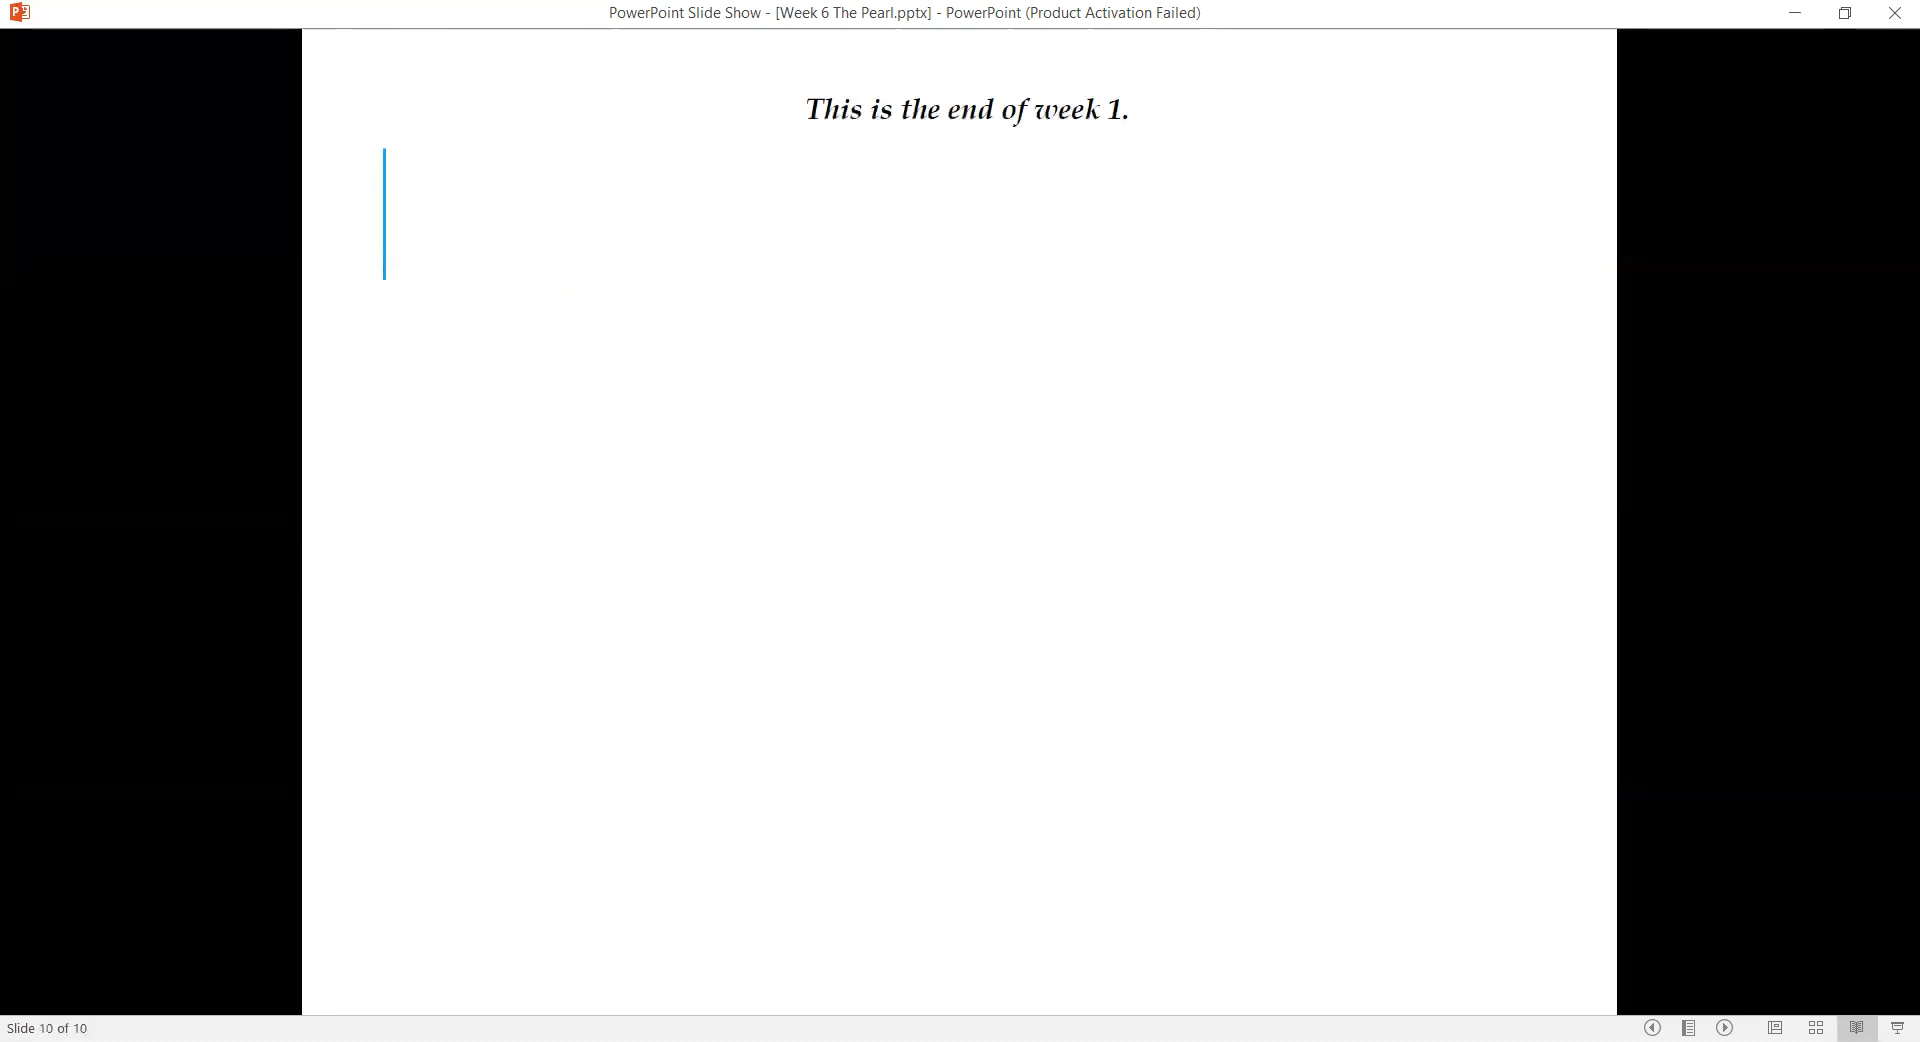 PowerPoint Slide Show - [Week 6 The Pearl.pptx] - PowerPoint (Product Activation Failed)
This is the end of week 1.
Slide 10 of 10